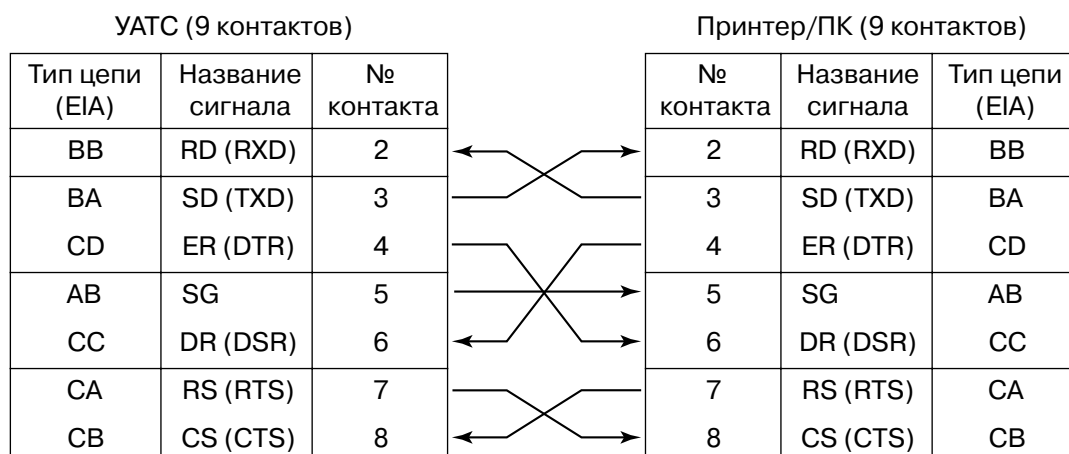 УАТС (9 контактов) Принтер/ПК (9 контактов)
Тип цепи (EIA) Название сигнала № контакта № контакта Название сигнала Тип цепи (EIA)
BB RD (RXD) 2 2 RD (RXD) BB
BA SD (TXD) 3 3 SD (TXD) BA
CD ER (DTR) 4 4 ER (DTR) CD
AB SG 5 5 SG AB
CC DR (DSR) 6 6 DR (DSR) CC
CA RS (RTS) 7 7 RS (RTS) CA
CB CS (CTS) 8 8 CS (CTS) CB